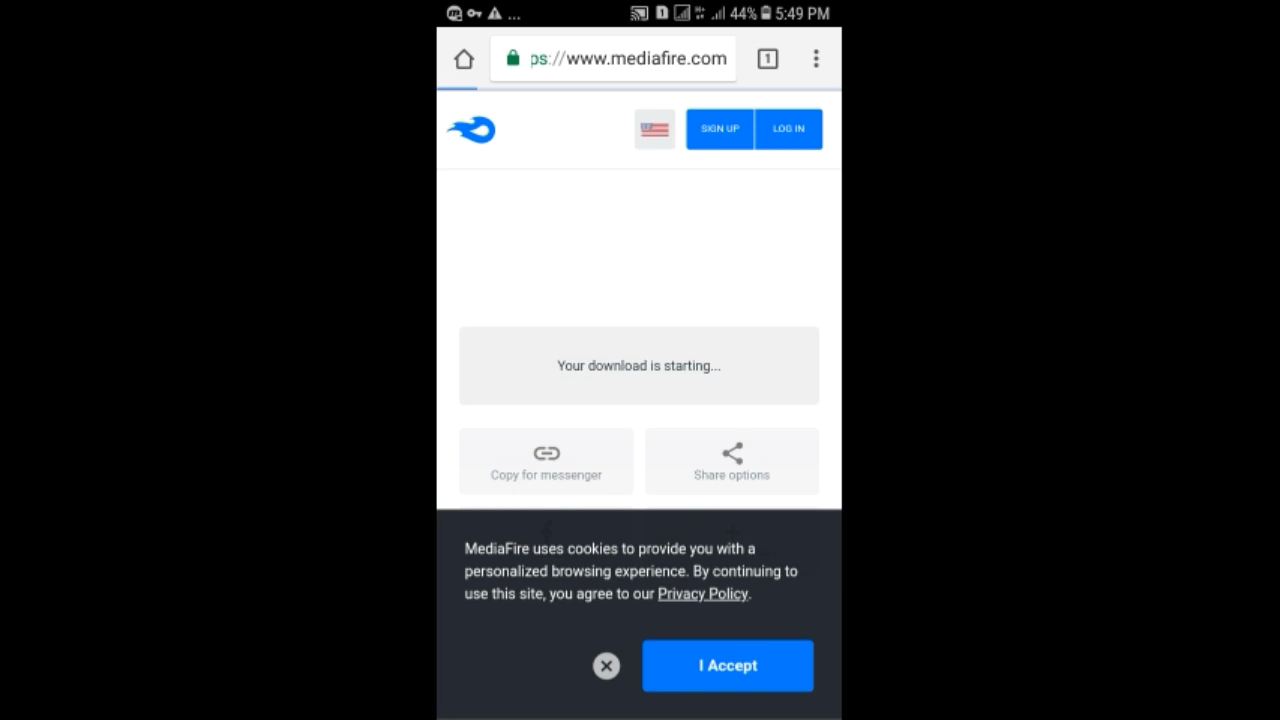 ... 1 44% 5:49 PM
ps://www.mediafire.com 1
SIGN UP LOG IN
Your download is starting...
Copy for messenger Share options
MediaFire uses cookies to provide you with a
personalized browsing experience. By continuing to
use this site, you agree to our Privacy Policy.
I Accept